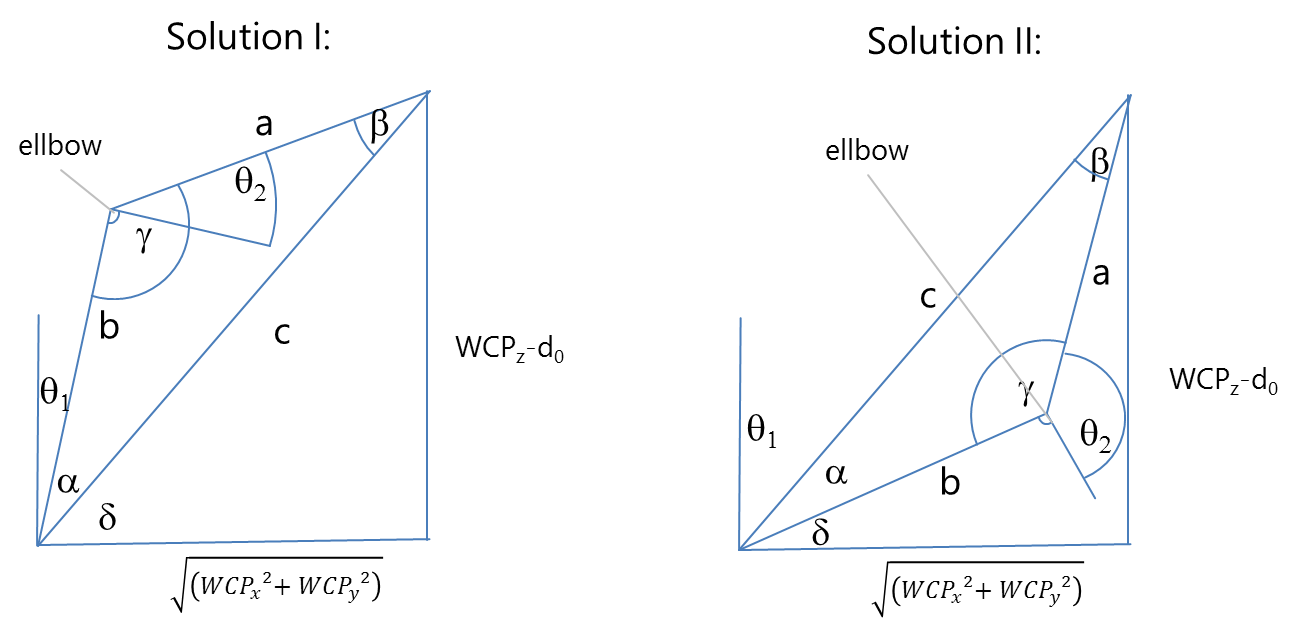 Solution I:
ellbow
a
β
θ2
γ
b
c
θ1
α
δ
WCPz-d0
√(WCPx²+ WCPy²)
Solution II:
ellbow
β
a
c
γ
θ1
θ2
α
b
δ
WCPz-d0
√(WCPx²+ WCPy²)